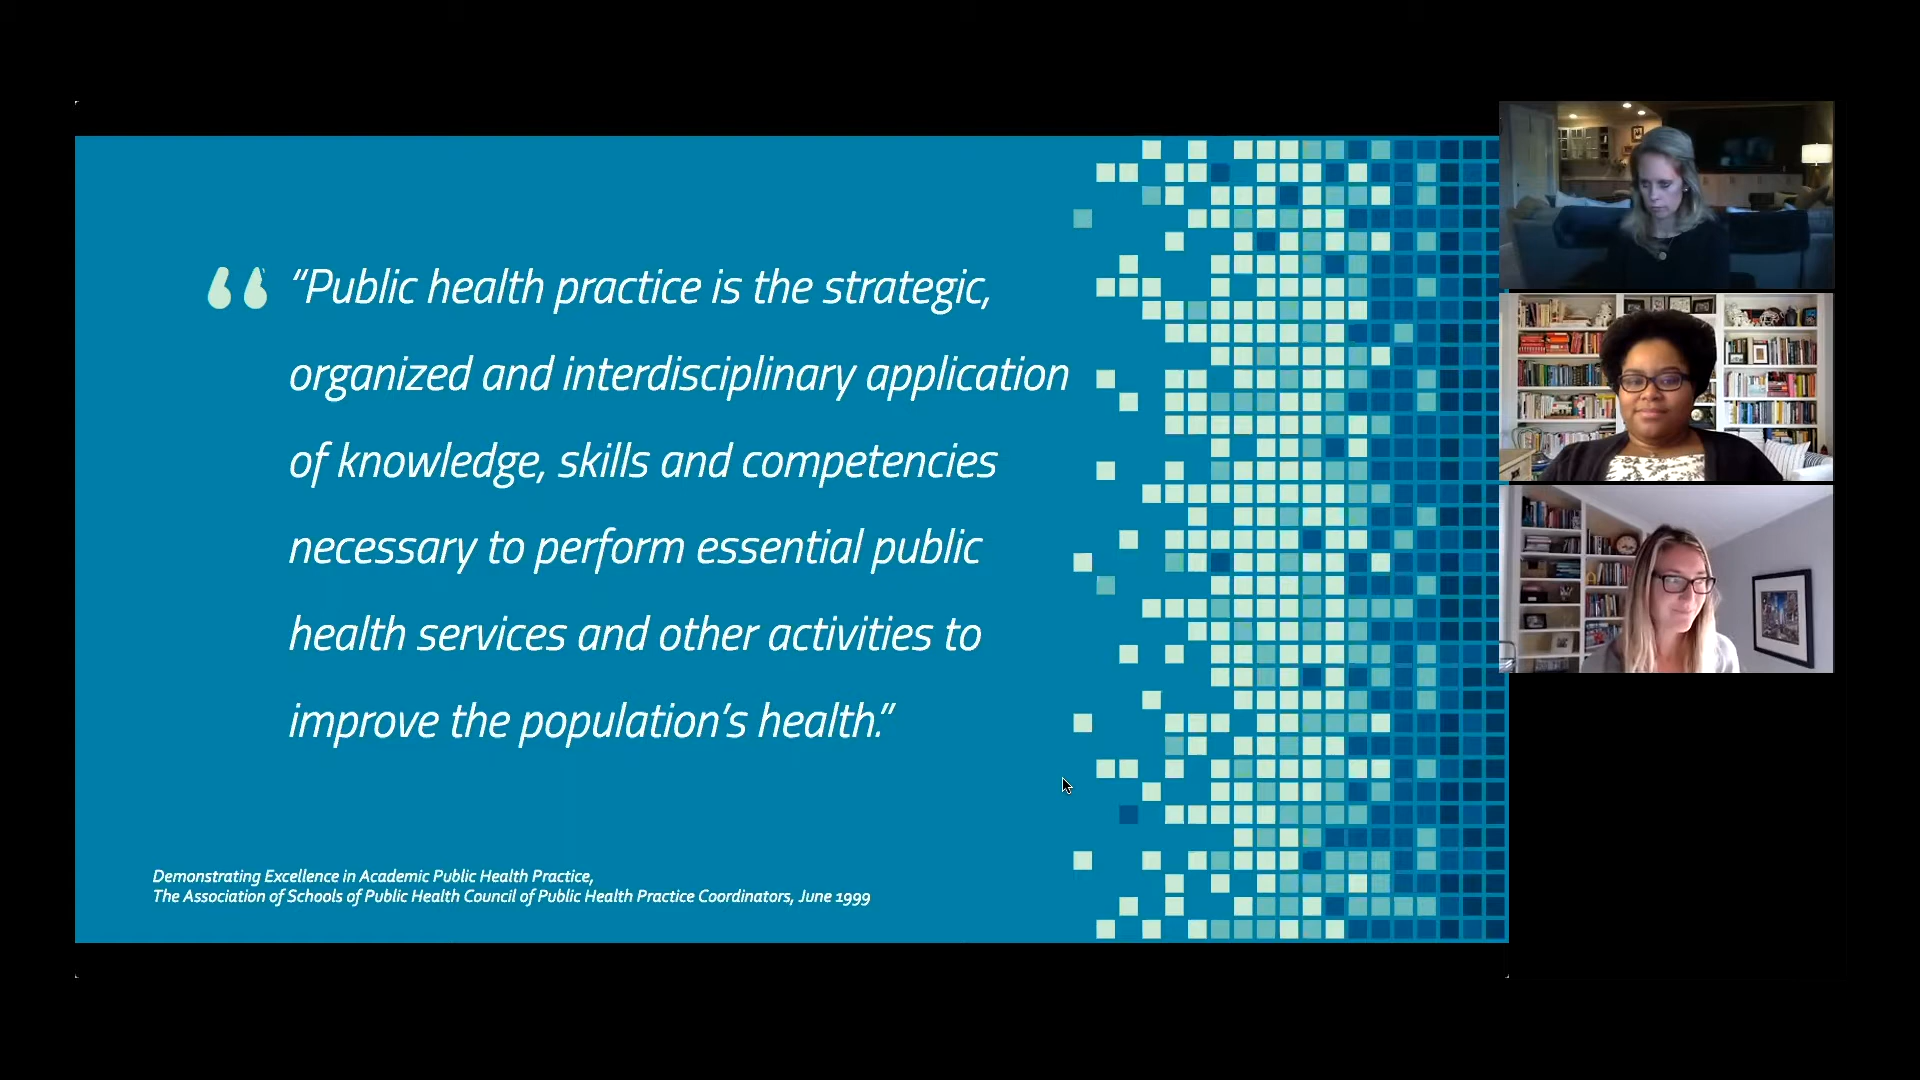 “Public health practice is the strategic,
organized and interdisciplinary application
of knowledge, skills and competencies
necessary to perform essential public
health services and other activities to
improve the population’s health.”
Demonstrating Excellence in Academic Public Health Practice,
The Association of Schools of Public Health Council of Public Health Practice Coordinators, June 1999